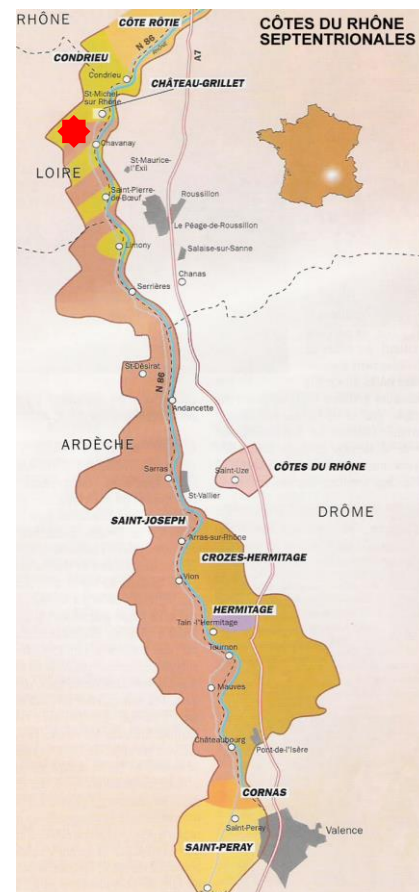 RHÔNE
CÔTES DU RHÔNE
SEPTENTRIONALES
CÔTE RÔTIE
N 86
A7
CONDRIEU
Condrieu
CHÂTEAU-GRILLET
St-Michel-
sur Rhône
Chavanay
LOIRE
St-Maurice-
l'Exil
Saint-Pierre-
de-Bœuf
Roussillon
Le Péage-de-Roussillon
Limony
Salaise-sur-Sanne
Chanas
Serrières
St-Désirat
N 86
Andancette
ARDÈCHE
CÔTES DU RHÔNE
Saint-Uze
Sarras
St-Vallier
DRÔME
SAINT-JOSEPH
Arras-sur-Rhône
CROZES-HERMITAGE
Vion
HERMITAGE
Tain-l'Hermitage
Tournon
Mauves
Châteaubourg
Pont-de-l'Isère
CORNAS
Saint-Peray
Valence
SAINT-PERAY